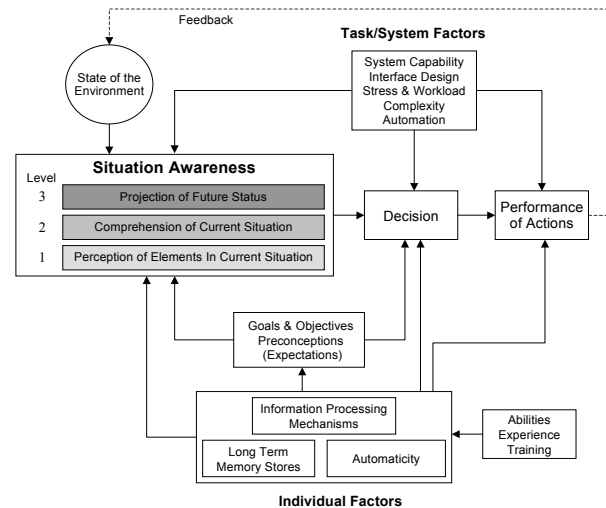 Feedback
Task/System Factors
System Capability
Interface Design
Stress & Workload
Complexity
Automation
State of the
Environment
Situation Awareness
Level
3 Projection of Future Status
2 Comprehension of Current Situation
1 Perception of Elements In Current Situation
Decision
Performance
of Actions
Goals & Objectives
Preconceptions
(Expectations)
Information Processing
Mechanisms
Long Term
Memory Stores
Automaticity
Abilities
Experience
Training
Individual Factors